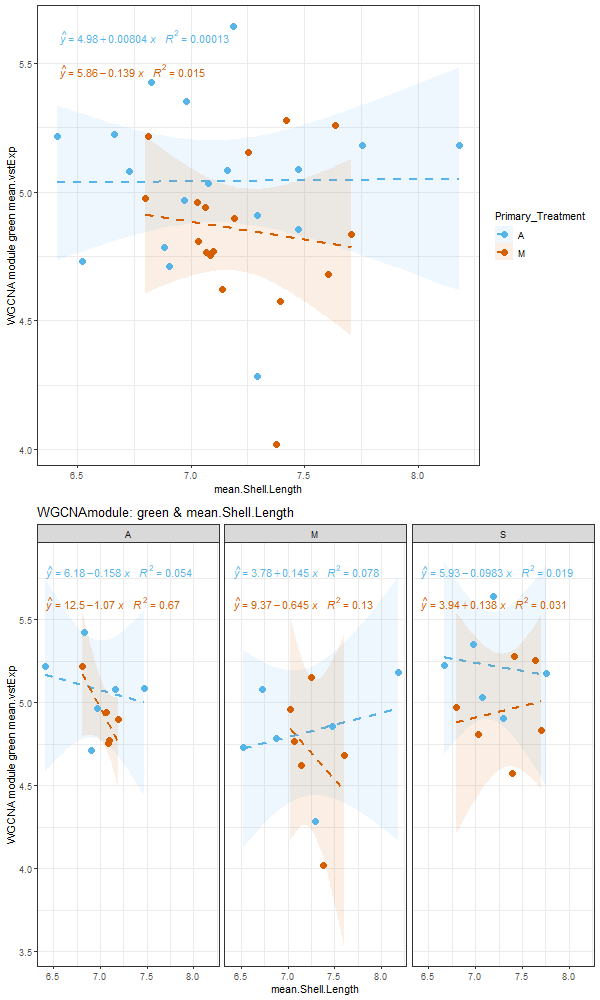 ŷ = 4.98 + 0.00804 x R² = 0.00013
ŷ = 5.86 − 0.139 x R² = 0.015
5.5
5.0
4.5
4.0
WGCNA module green mean.vstExp
6.5 7.0 7.5 8.0
mean.Shell.Length
Primary_Treatment
A
M
WGCNAmodule: green & mean.Shell.Length
A M S
ŷ = 6.18 − 0.158 x R² = 0.054 ŷ = 3.78 + 0.145 x R² = 0.078 ŷ = 5.93 − 0.0983 x R² = 0.019
ŷ = 12.5 − 1.07 x R² = 0.67 ŷ = 9.37 − 0.645 x R² = 0.13 ŷ = 3.94 + 0.138 x R² = 0.031
5.5
5.0
4.5
4.0
3.5
WGCNA module green mean.vstExp
6.5 7.0 7.5 8.0 6.5 7.0 7.5 8.0 6.5 7.0 7.5 8.0
mean.Shell.Length